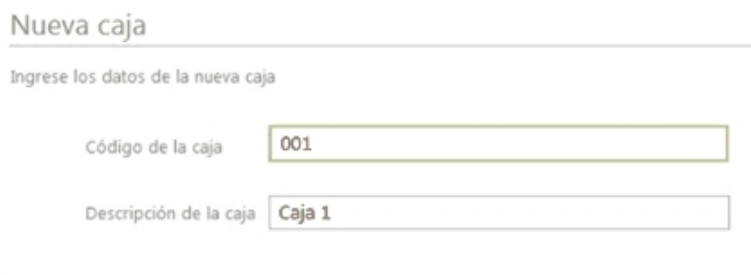 Nueva caja
Ingrese los datos de la nueva caja
Código de la caja 001
Descripción de la caja Caja 1